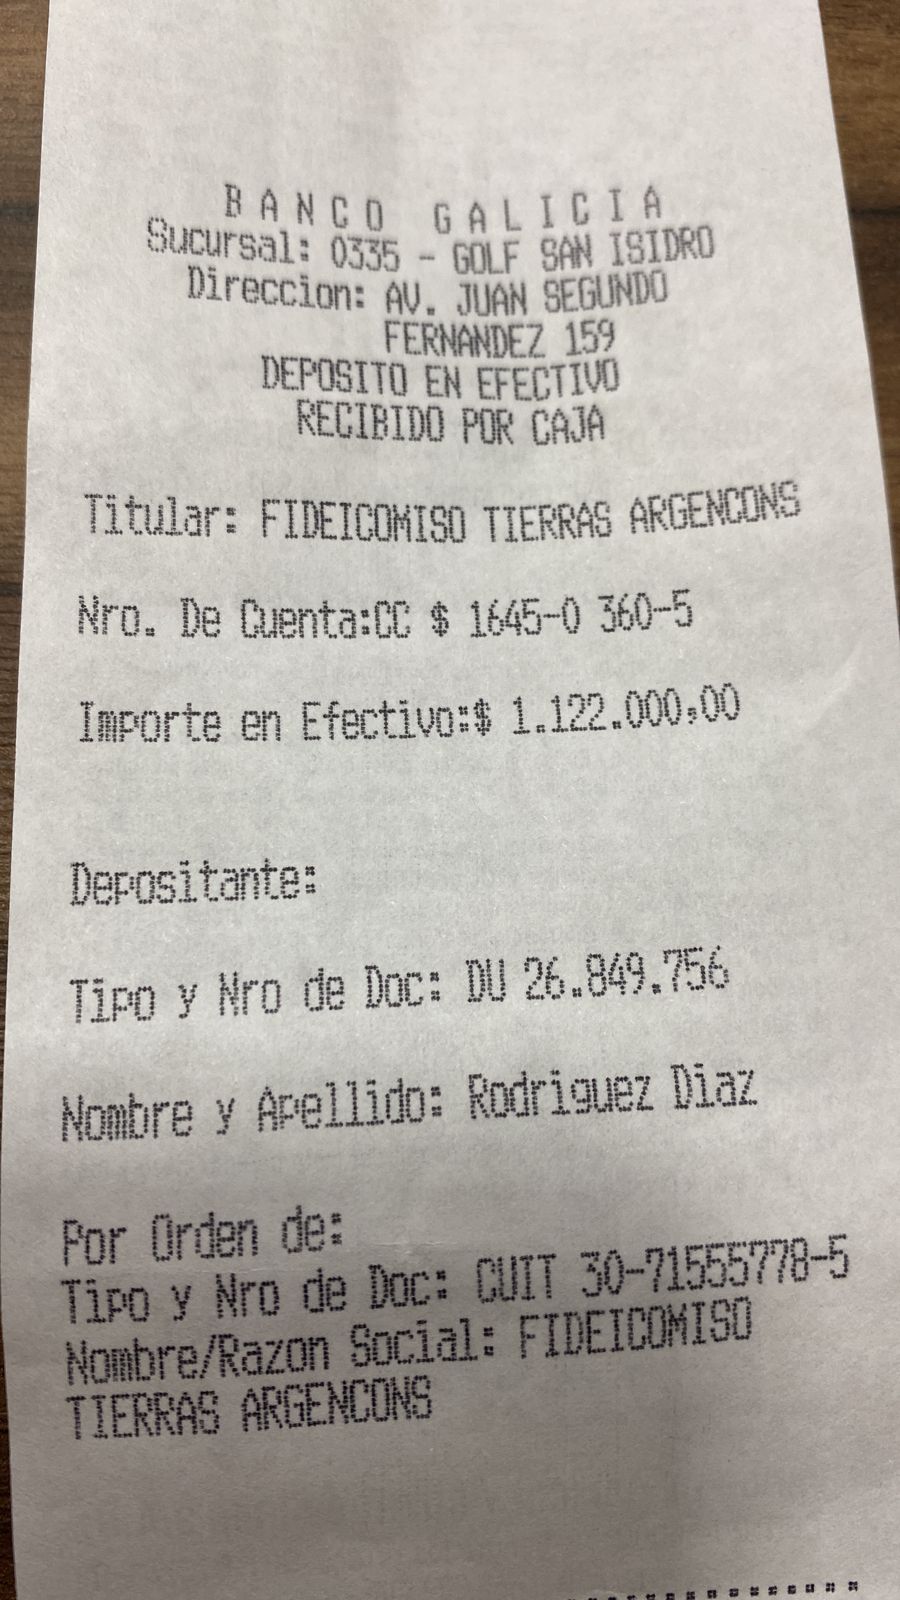 BANCO GALICIA
Sucursal: 0335 - GOLF SAN ISIDRO
Direccion: AV. JUAN SEGUNDO
FERNANDEZ 159
DEPOSITO EN EFECTIVO
RECIBIDO POR CAJA
Titular: FIDEICOMISO TIERRAS ARGENCONS
Nro. De Cuenta:CC $ 1645-0 360-5
Importe en Efectivo:$ 1.122.000,00
Depositante:
Tipo y Nro de Doc: DU 26.849.756
Nombre y Apellido: Rodriguez Diaz
Por Orden de:
Tipo y Nro de Doc: CUIT 30-71555778-5
Nombre/Razon Social: FIDEICOMISO
TIERRAS ARGENCONS